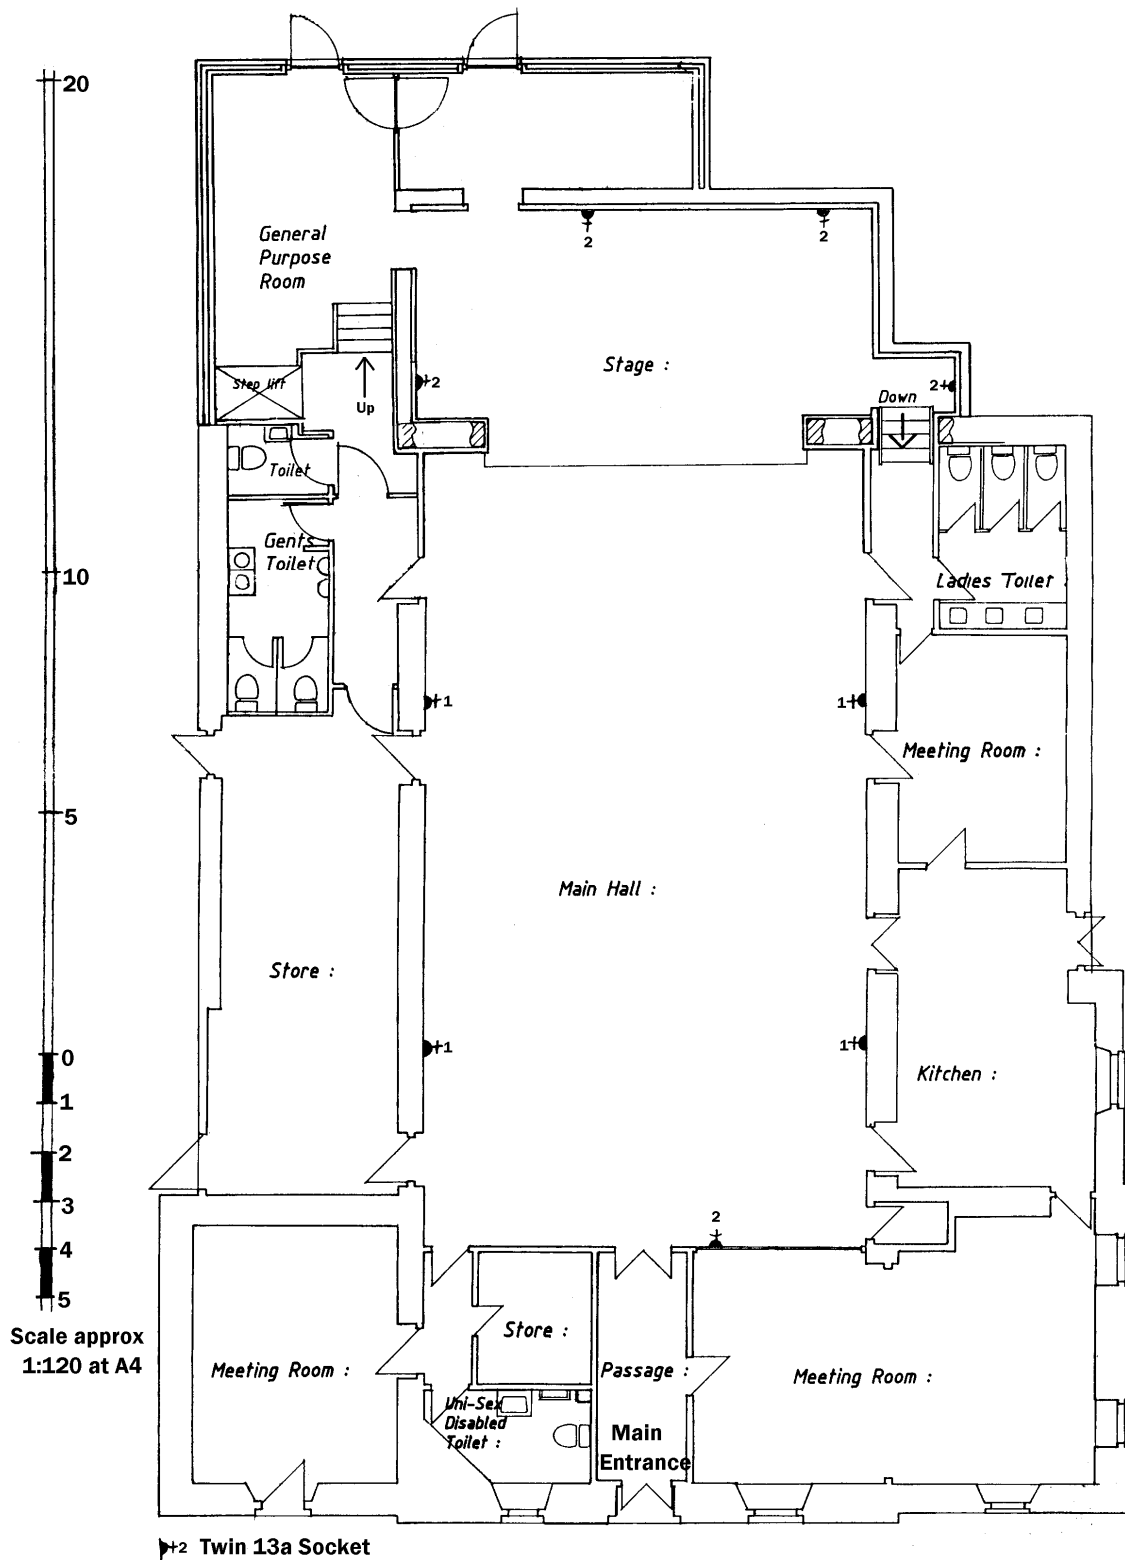 20
General
Purpose
Room
2
2
Stage :
Step lift
2
2
Down
Up
Toilet
Gents
Toilet
10
Ladies Toilet
1
1
Meeting Room :
5
Main Hall :
Store :
0
1
1
Kitchen :
1
2
3
2
4
5
Scale approx
1:120 at A4
Store :
Meeting Room :
Passage :
Meeting Room :
Uni-Sex
Disabled
Toilet :
Main
Entrance
2 Twin 13a Socket